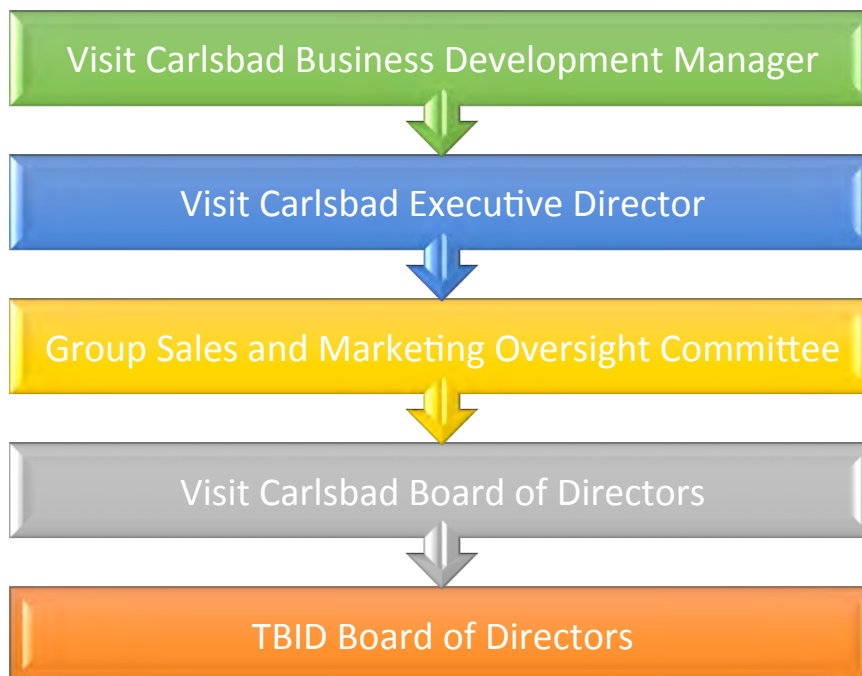 Visit Carlsbad Business Development Manager
Visit Carlsbad Executive Director
Group Sales and Marketing Oversight Committee
Visit Carlsbad Board of Directors
TBID Board of Directors